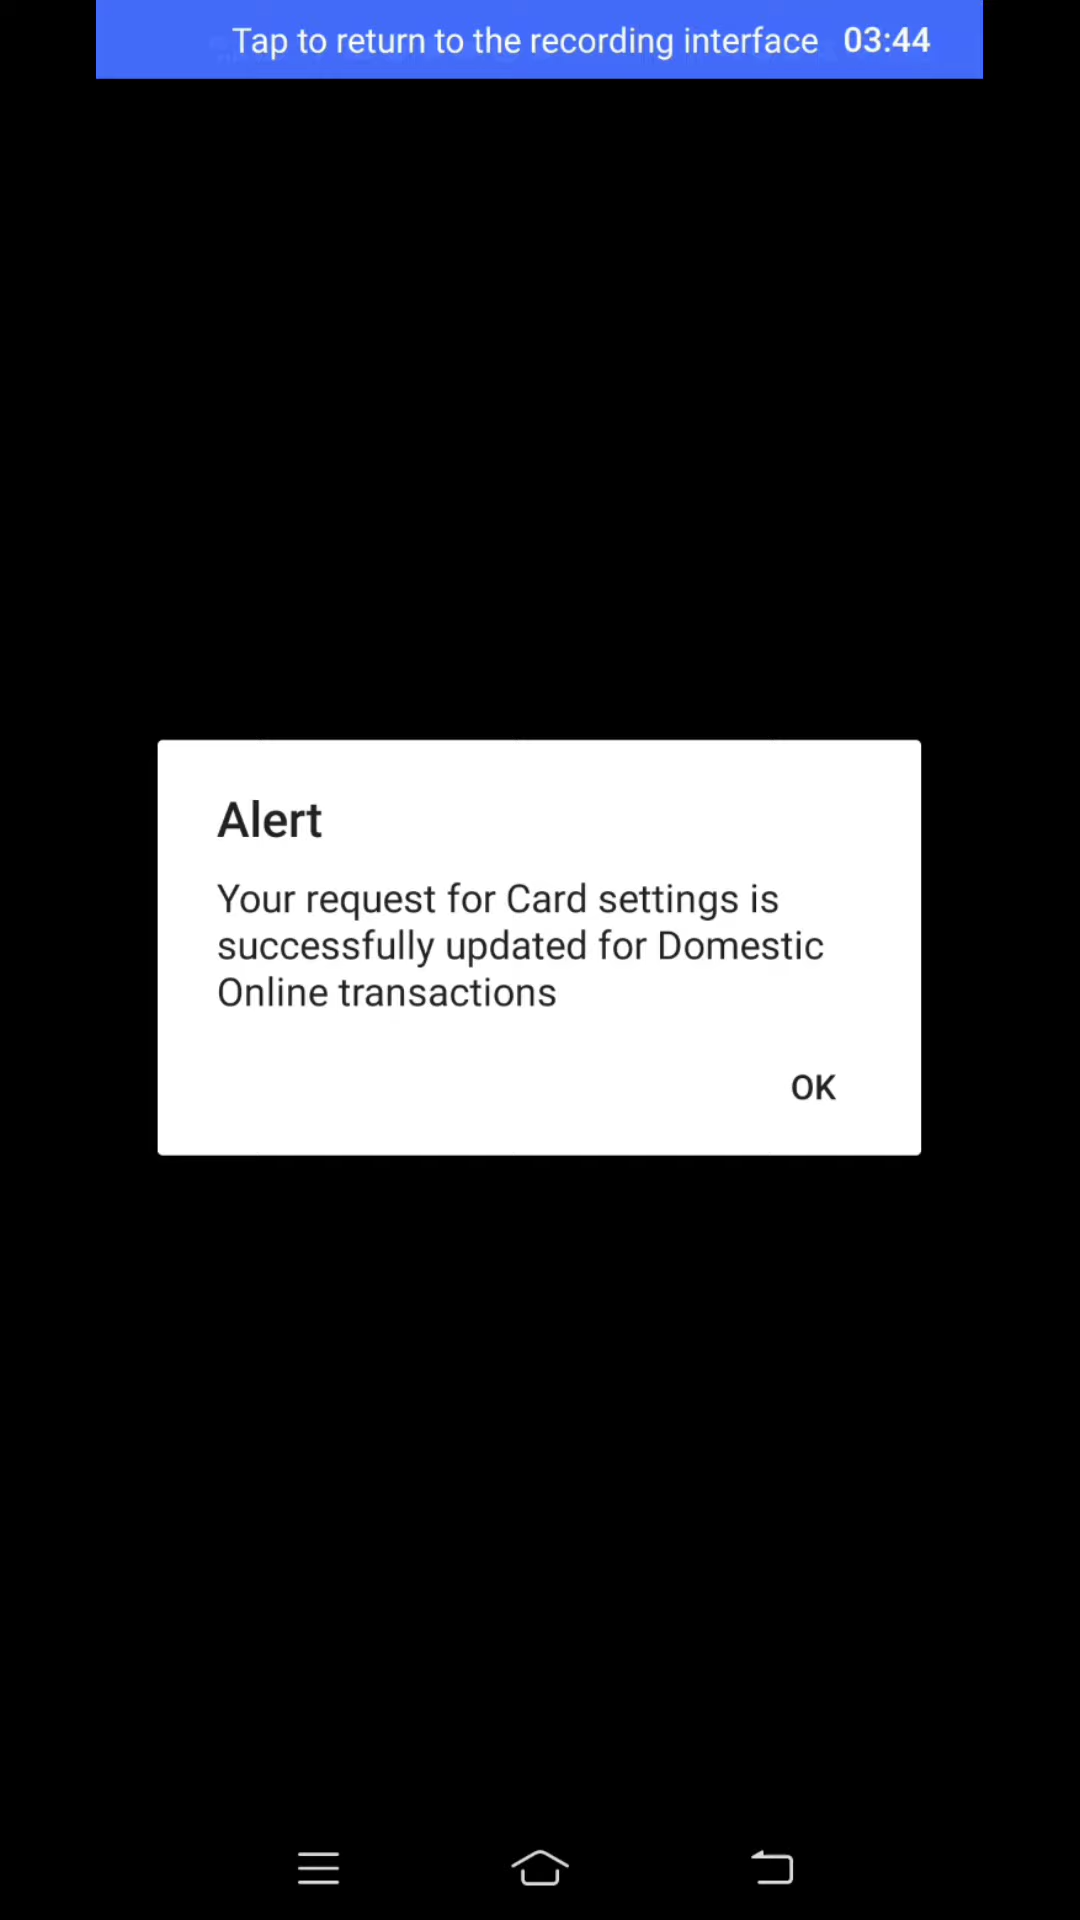 Tap to return to the recording interface 03:44
Alert
Your request for Card settings is
successfully updated for Domestic
Online transactions
OK